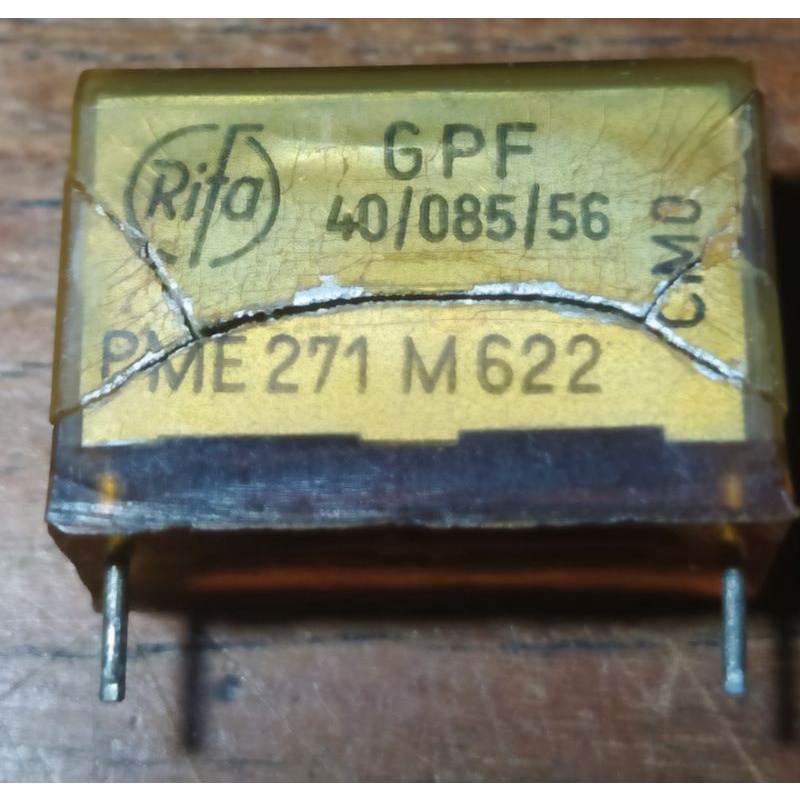 Rifa
GPF
40/085/56
CMO
PME 271 M 622